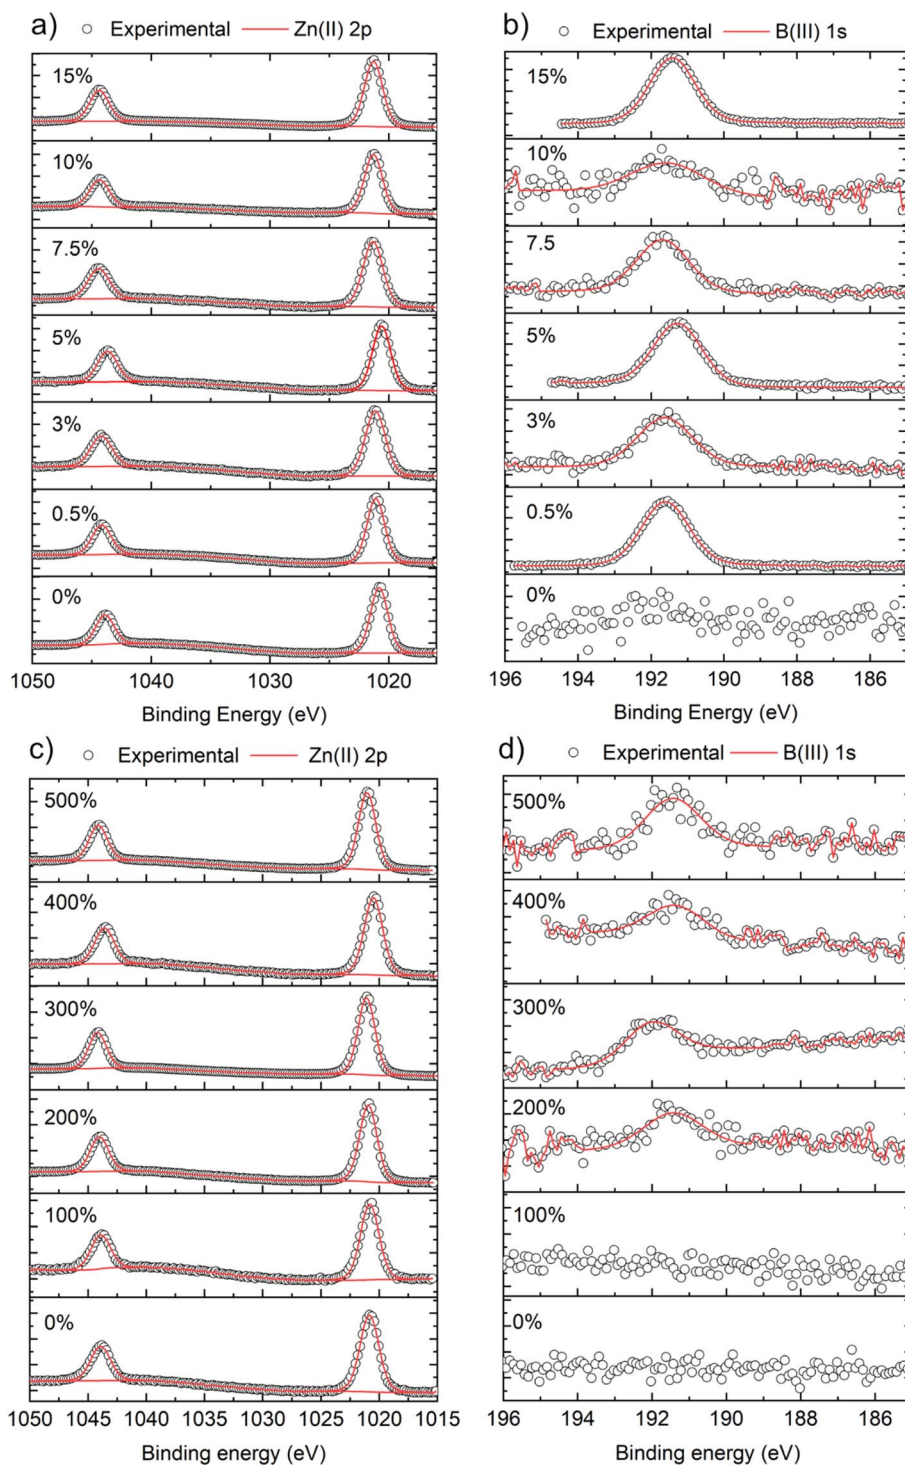 a) Experimental Zn(II) 2p
15%
10%
7.5%
5%
3%
0.5%
0%
1050 1040 1030 1020
Binding Energy (eV)
b) Experimental B(III) 1s
15%
10%
7.5
5%
3%
0.5%
0%
196 194 192 190 188 186
Binding Energy (eV)
c) Experimental Zn(II) 2p
500%
400%
300%
200%
100%
0%
1050 1045 1040 1035 1030 1025 1020 1015
Binding energy (eV)
d) Experimental B(III) 1s
500%
400%
300%
200%
100%
0%
196 194 192 190 188 186
Binding energy (eV)